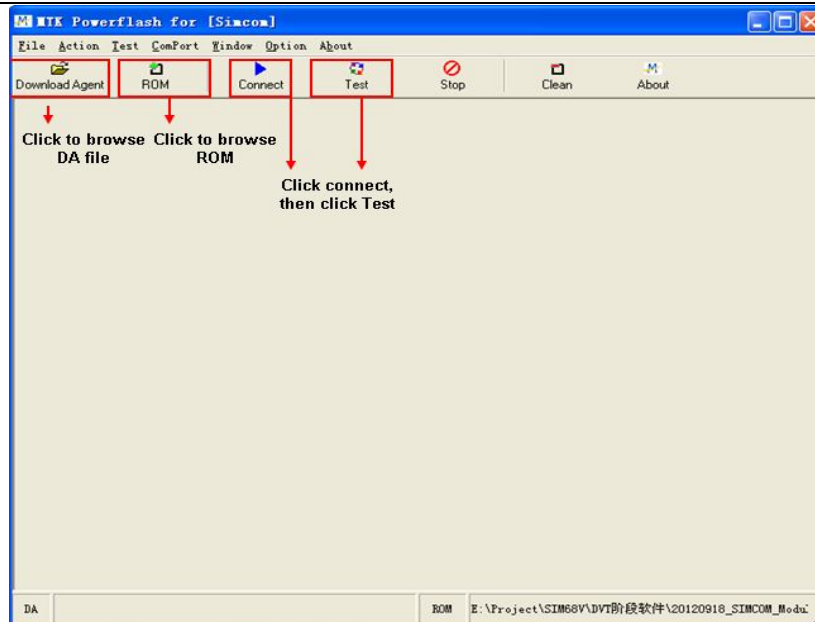 MTK Powerflash for [Simcom]
File Action Test ComPort Window Option About
Download Agent ROM Connect Test Stop Clean About
Click to browse Click to browse
DA file ROM
Click connect,
then click Test
DA ROM E:\Project\SIM68V\DVT阶段软件\20120918_SIMCOM_Modu